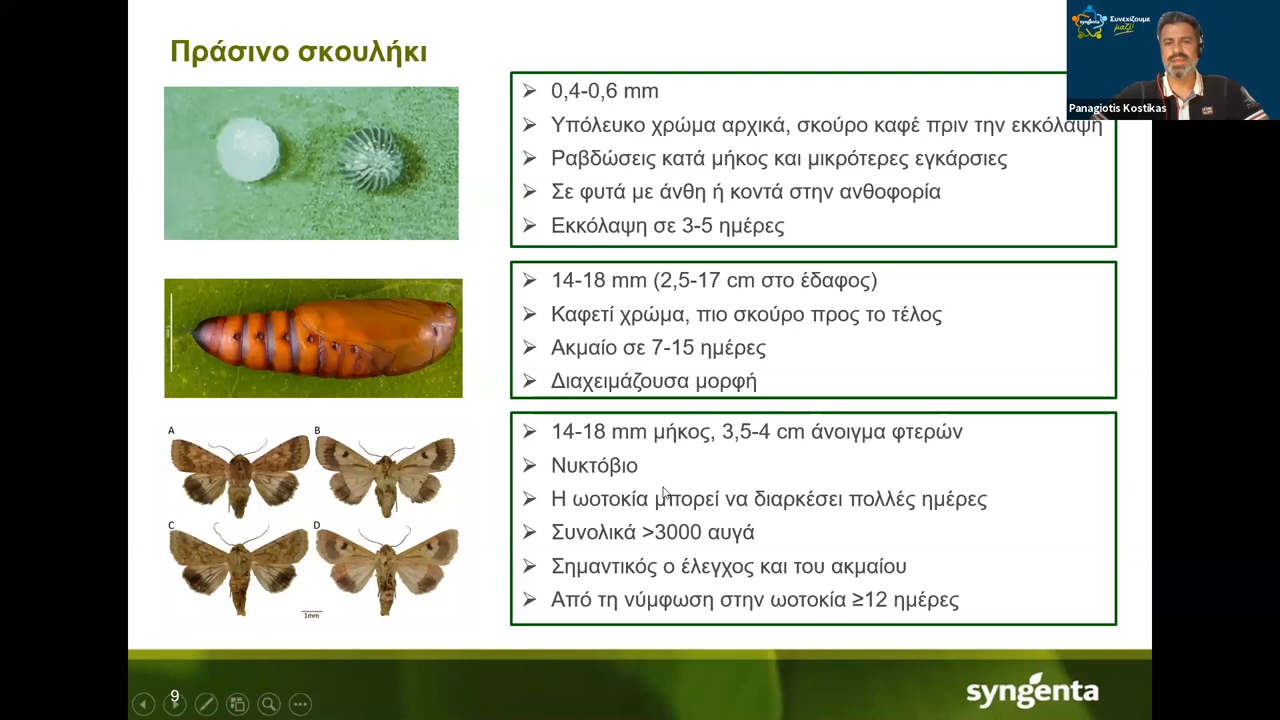 Πράσινο σκουλήκι
syngenta
Συνεχίζουμε
μαζί!
Panagiotis Kostikas
0,4-0,6 mm
Υπόλευκο χρώμα αρχικά, σκούρο καφέ πριν την εκκόλαψη
Ραβδώσεις κατά μήκος και μικρότερες εγκάρσιες
Σε φυτά με άνθη ή κοντά στην ανθοφορία
Εκκόλαψη σε 3-5 ημέρες
14-18 mm (2,5-17 cm στο έδαφος)
Καφετί χρώμα, πιο σκούρο προς το τέλος
Ακμαίο σε 7-15 ημέρες
Διαχειμάζουσα μορφή
A
B
C
D
1mm
14-18 mm μήκος, 3,5-4 cm άνοιγμα φτερών
Νυκτόβιο
Η ωοτοκία μπορεί να διαρκέσει πολλές ημέρες
Συνολικά >3000 αυγά
Σημαντικός ο έλεγχος και του ακμαίου
Από τη νύμφωση στην ωοτοκία ≥12 ημέρες
9
syngenta